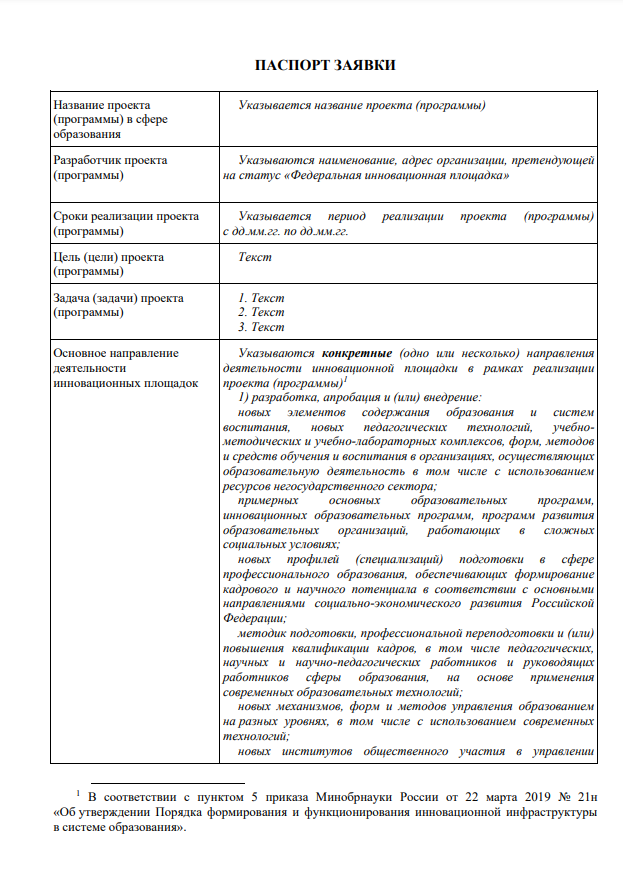 ПАСПОРТ ЗАЯВКИ
Название проекта
(программы) в сфере
образования
Указывается название проекта (программы)
Разработчик проекта
(программы)
Указываются наименование, адрес организации, претендующей
на статус «Федеральная инновационная площадка»
Сроки реализации проекта
(программы)
Указывается период реализации проекта (программы)
с дд.мм.гг. по дд.мм.гг.
Цель (цели) проекта
(программы)
Текст
Задача (задачи) проекта
(программы)
1. Текст
2. Текст
3. Текст
Основное направление
деятельности
инновационных площадок
Указываются конкретные (одно или несколько) направления
деятельности инновационной площадки в рамках реализации
проекта (программы)1
1) разработка, апробация и (или) внедрение:
новых элементов содержания образования и систем
воспитания, новых педагогических технологий, учебно-
методических и учебно-лабораторных комплексов, форм, методов
и средств обучения и воспитания в организациях, осуществляющих
образовательную деятельность в том числе с использованием
ресурсов негосударственного сектора;
примерных основных образовательных программ,
инновационных образовательных программ, программ развития
образовательных организаций, работающих в сложных
социальных условиях;
новых профилей (специализаций) подготовки в сфере
профессионального образования, обеспечивающих формирование
кадрового и научного потенциала в соответствии с основными
направлениями социально-экономического развития Российской
Федерации;
методик подготовки, профессиональной переподготовки и (или)
повышения квалификации кадров, в том числе педагогических,
научных и научно-педагогических работников и руководящих
работников сферы образования, на основе применения
современных образовательных технологий;
новых механизмов, форм и методов управления образованием
на разных уровнях, в том числе с использованием современных
технологий;
новых институтов общественного участия в управлении
1 В соответствии с пунктом 5 приказа Минобрнауки России от 22 марта 2019 № 21н
«Об утверждении Порядка формирования и функционирования инновационной инфраструктуры
в системе образования».